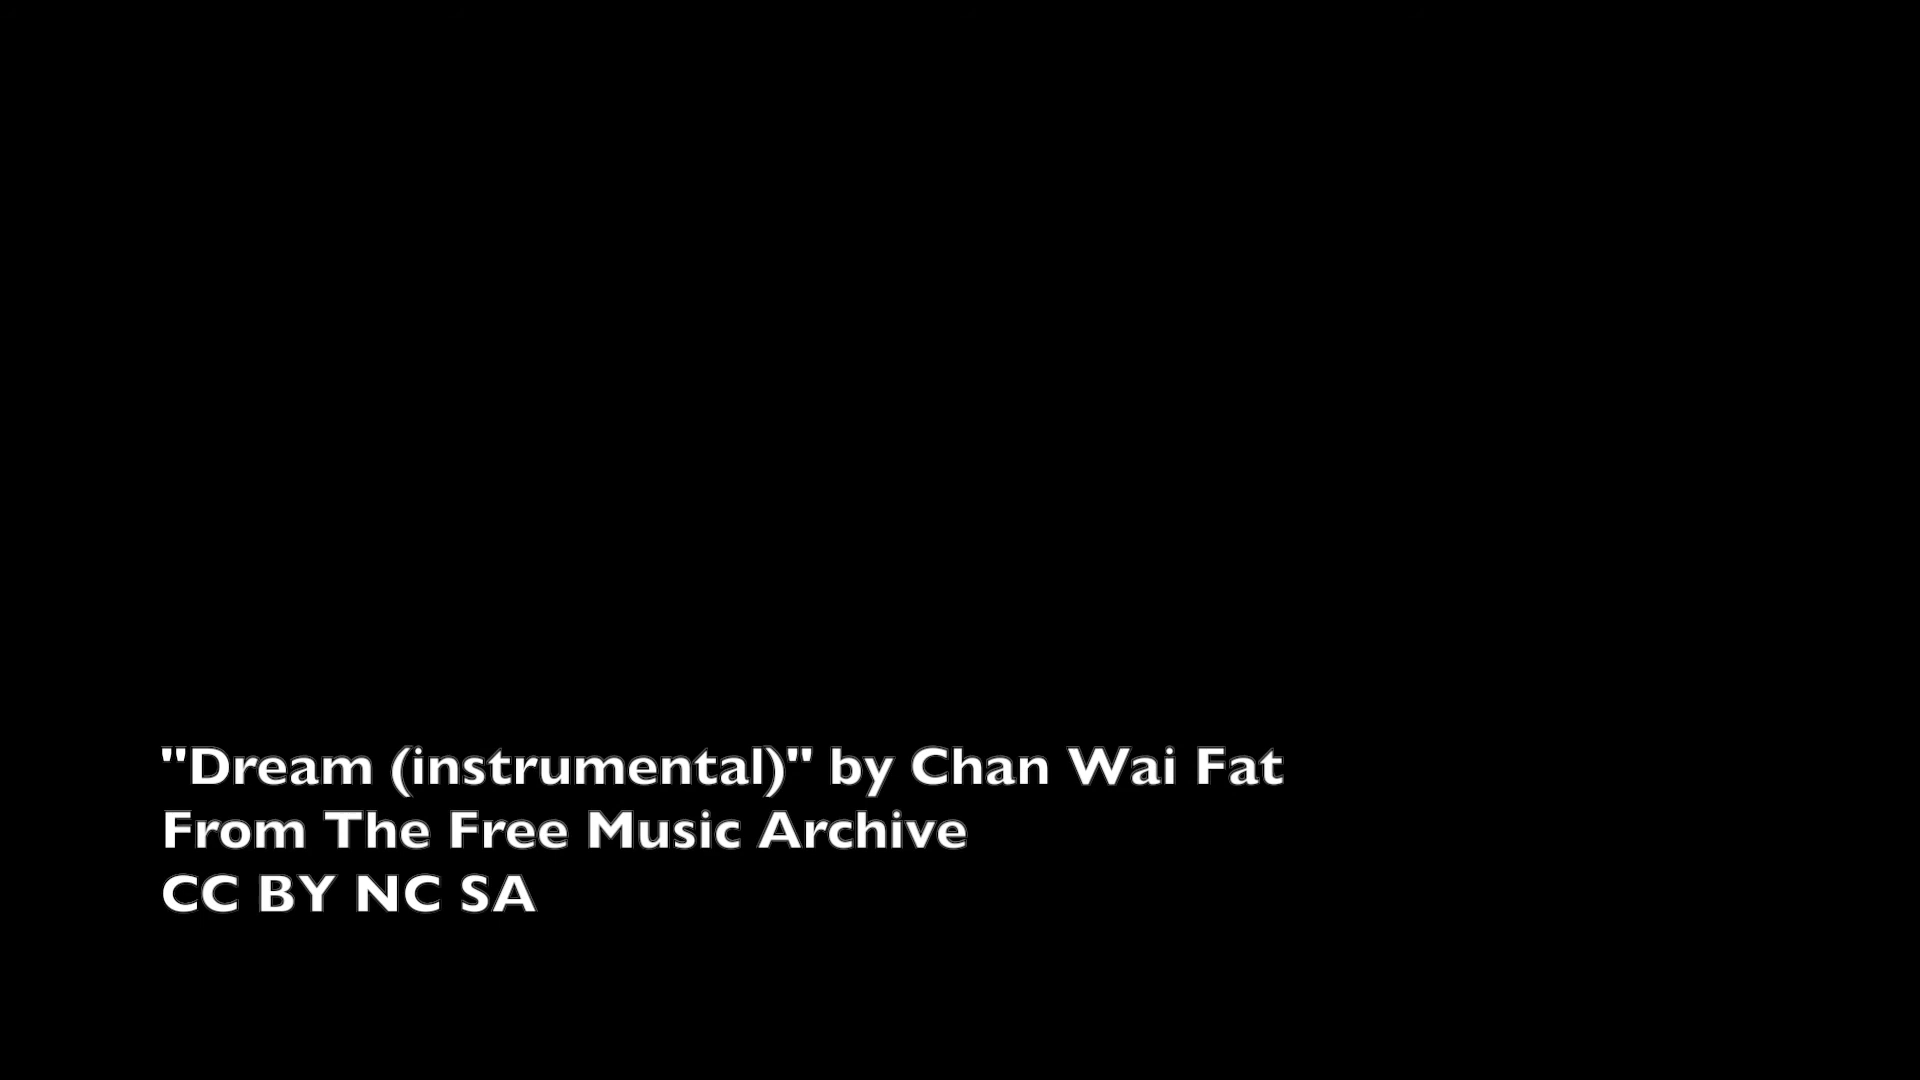 "Dream (instrumental)" by Chan Wai Fat
From The Free Music Archive
CC BY NC SA